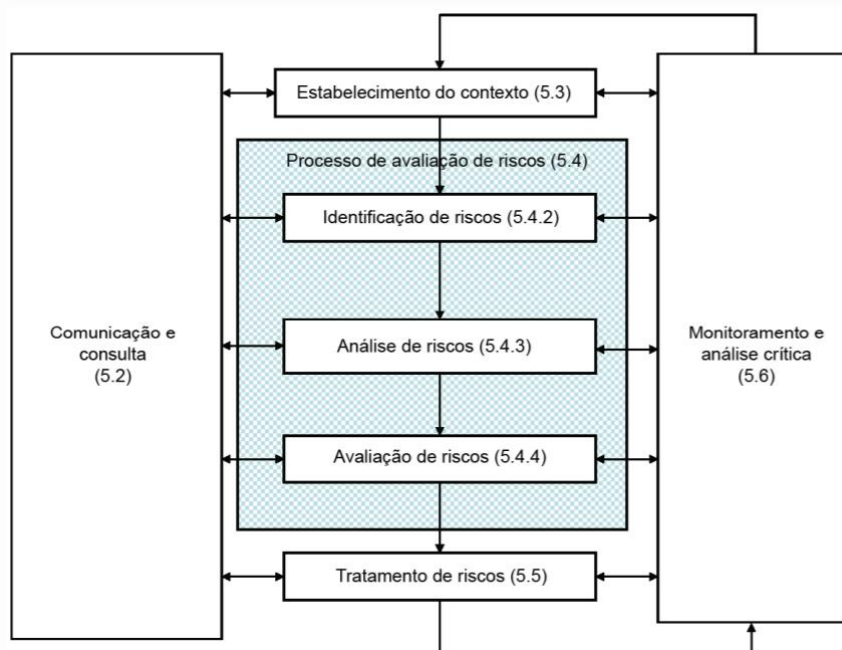 Estabelecimento do contexto (5.3)
Processo de avaliação de riscos (5.4)
Identificação de riscos (5.4.2)
Comunicação e
consulta
(5.2)
Análise de riscos (5.4.3)
Monitoramento e
análise crítica
(5.6)
Avaliação de riscos (5.4.4)
Tratamento de riscos (5.5)